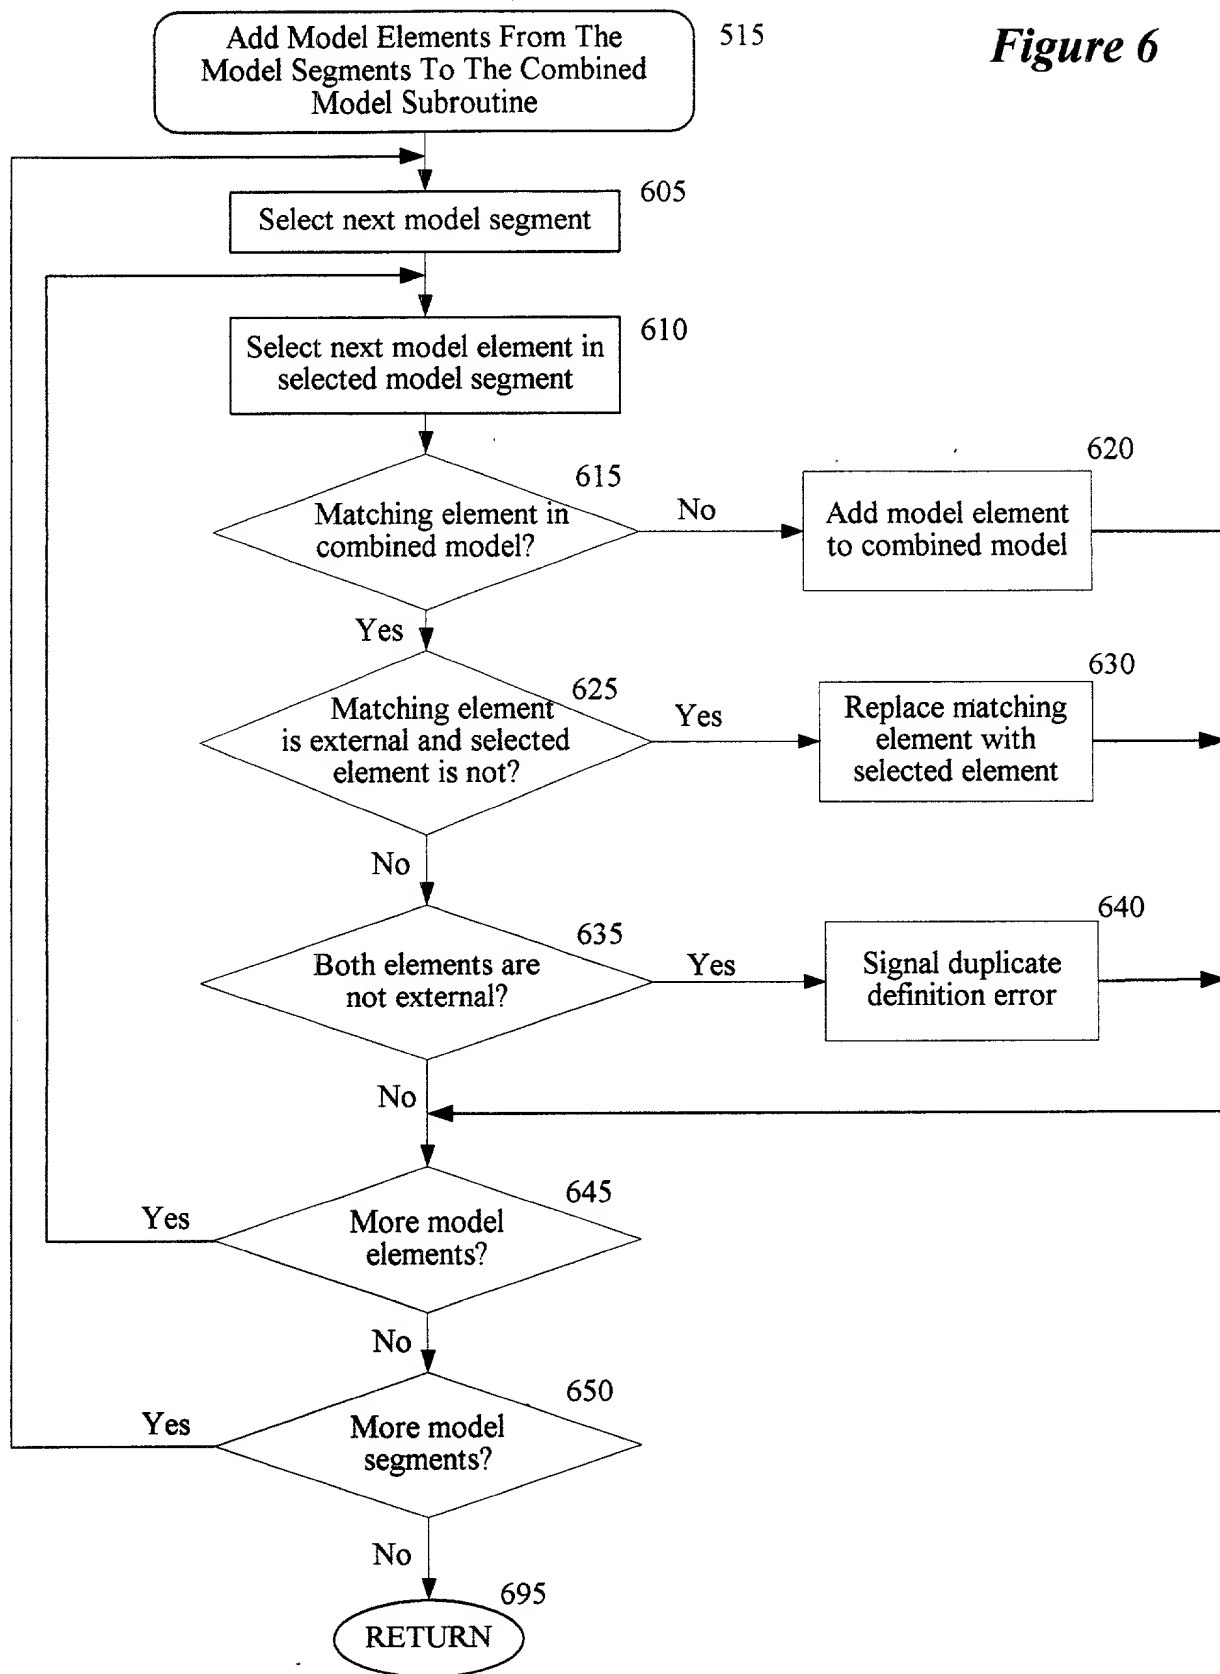 Add Model Elements From The
Model Segments To The Combined
Model Subroutine
515
Figure 6
605
Select next model segment
610
Select next model element in
selected model segment
615
Matching element in
combined model?
No
620
Add model element
to combined model
Yes
625
Matching element
is external and selected
element is not?
Yes
630
Replace matching
element with
selected element
No
635
Both elements are
not external?
Yes
640
Signal duplicate
definition error
No
645
More model
elements?
Yes
No
650
More model
segments?
Yes
No
695
RETURN